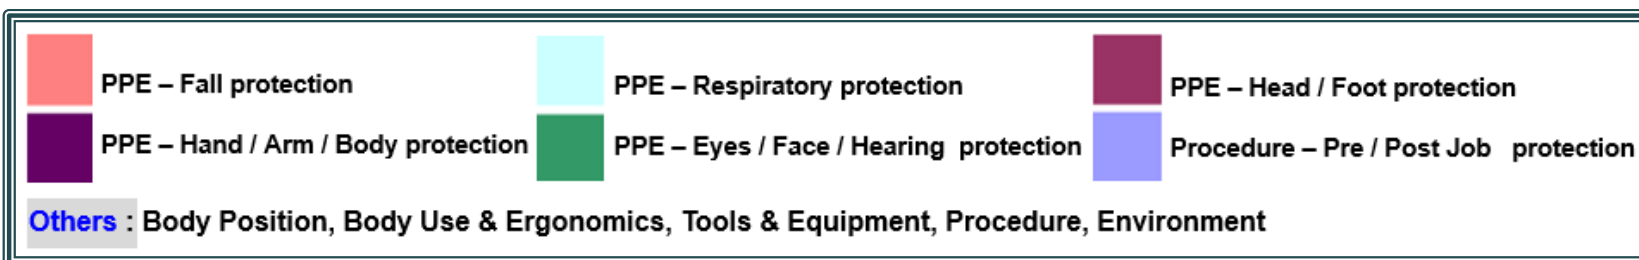 PPE – Fall protection PPE – Respiratory protection PPE – Head / Foot protection
PPE – Hand / Arm / Body protection PPE – Eyes / Face / Hearing protection Procedure – Pre / Post Job protection
Others : Body Position, Body Use & Ergonomics, Tools & Equipment, Procedure, Environment